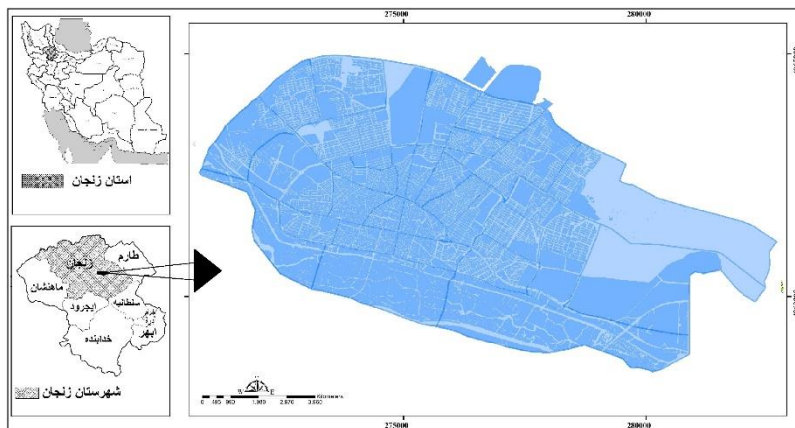 275000
280000
استان زنجان
زنجان
طارم
ماهنشان
ایجرود
سلطانیه
خدابنده
ابهر
شهرستان زنجان
W
E
275000
280000